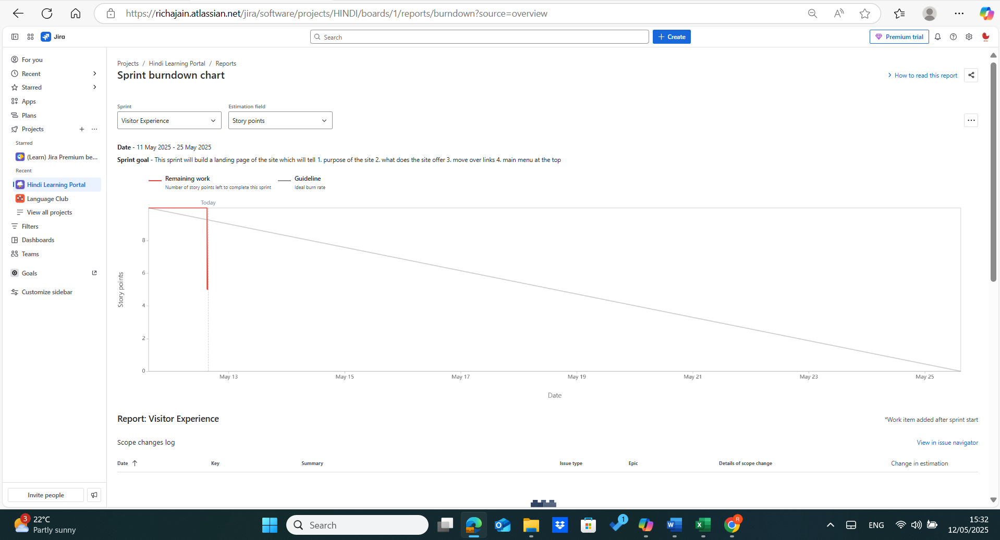 https://richajain.atlassian.net/jira/software/projects/HINDI/boards/1/reports/burndown?source=overview
Jira
Search
+ Create
Premium trial
For you
Recent
Starred
Apps
Plans
Projects
Starred
(Learn) Jira Premium be...
Recent
Hindi Learning Portal
Language Club
View all projects
Filters
Dashboards
Teams
Goals
Customize sidebar
Invite people
Projects / Hindi Learning Portal / Reports
Sprint burndown chart
How to read this report
Sprint
Estimation field
Visitor Experience
Story points
Date - 11 May 2025 - 25 May 2025
Sprint goal - This sprint will build a landing page of the site which will tell 1. purpose of the site 2. what does the site offer 3. move over links 4. main menu at the top
Remaining work
Number of story points left to complete this sprint
Guideline
Ideal burn rate
Today
8
6
4
2
0
Story points
May 13
May 15
May 17
May 19
May 21
May 23
May 25
Date
Report: Visitor Experience
*Work item added after sprint start
Scope changes log
View in issue navigator
Date
Key
Summary
Issue type
Epic
Details of scope change
Change in estimation
3
22°C
Partly sunny
Search
1
R
ENG
15:32
12/05/2025